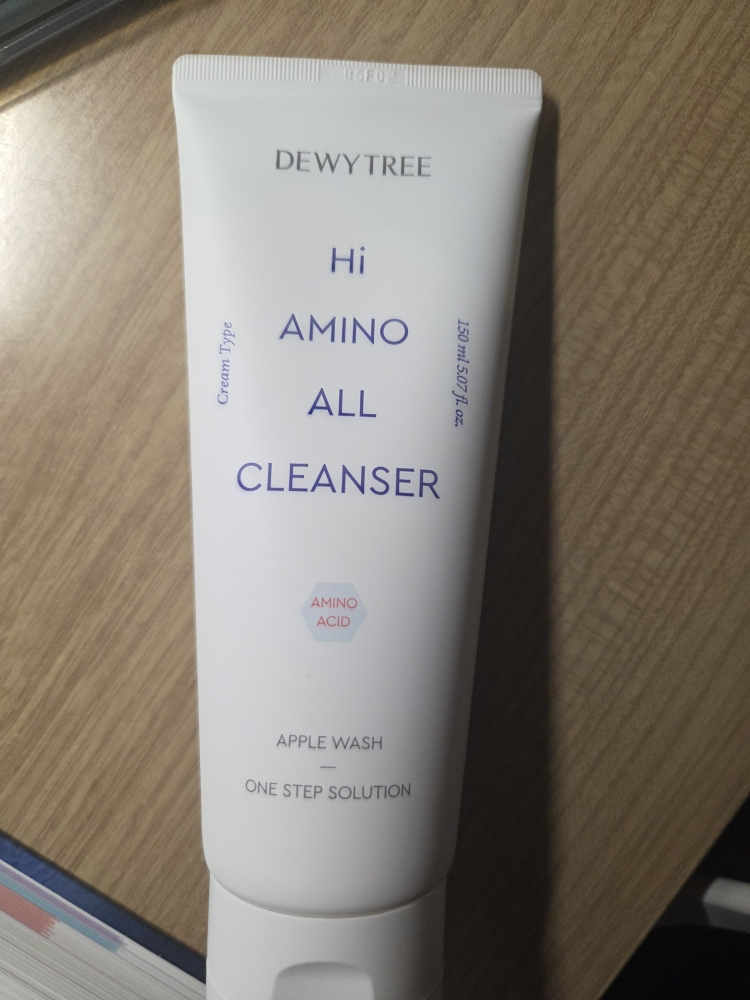 DEWYTREE
Hi
AMINO
ALL
CLEANSER
Cream Type
150 ml 5.07 fl. oz.
AMINO
ACID
APPLE WASH
—
ONE STEP SOLUTION